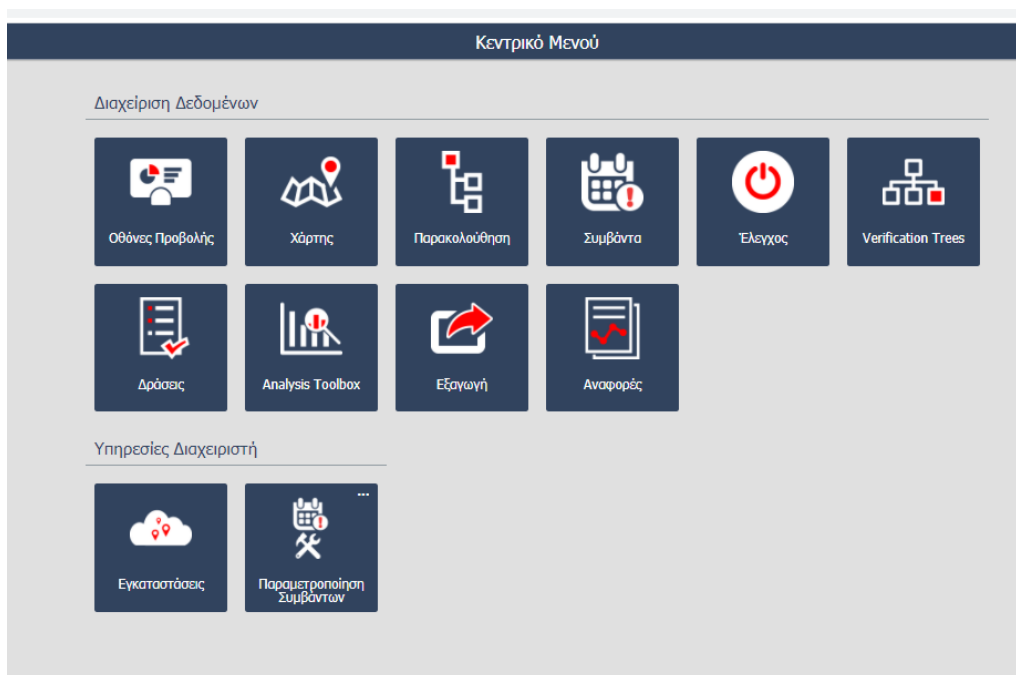 Κεντρικό Μενού
Διαχείριση Δεδομένων
Οθόνες Προβολής
Χάρτης
Παρακολούθηση
Συμβάντα
Έλεγχος
Verification Trees
Δράσεις
Analysis Toolbox
Εξαγωγή
Αναφορές
Υπηρεσίες Διαχειριστή
...
Εγκαταστάσεις
Παραμετροποίηση
Συμβάντων